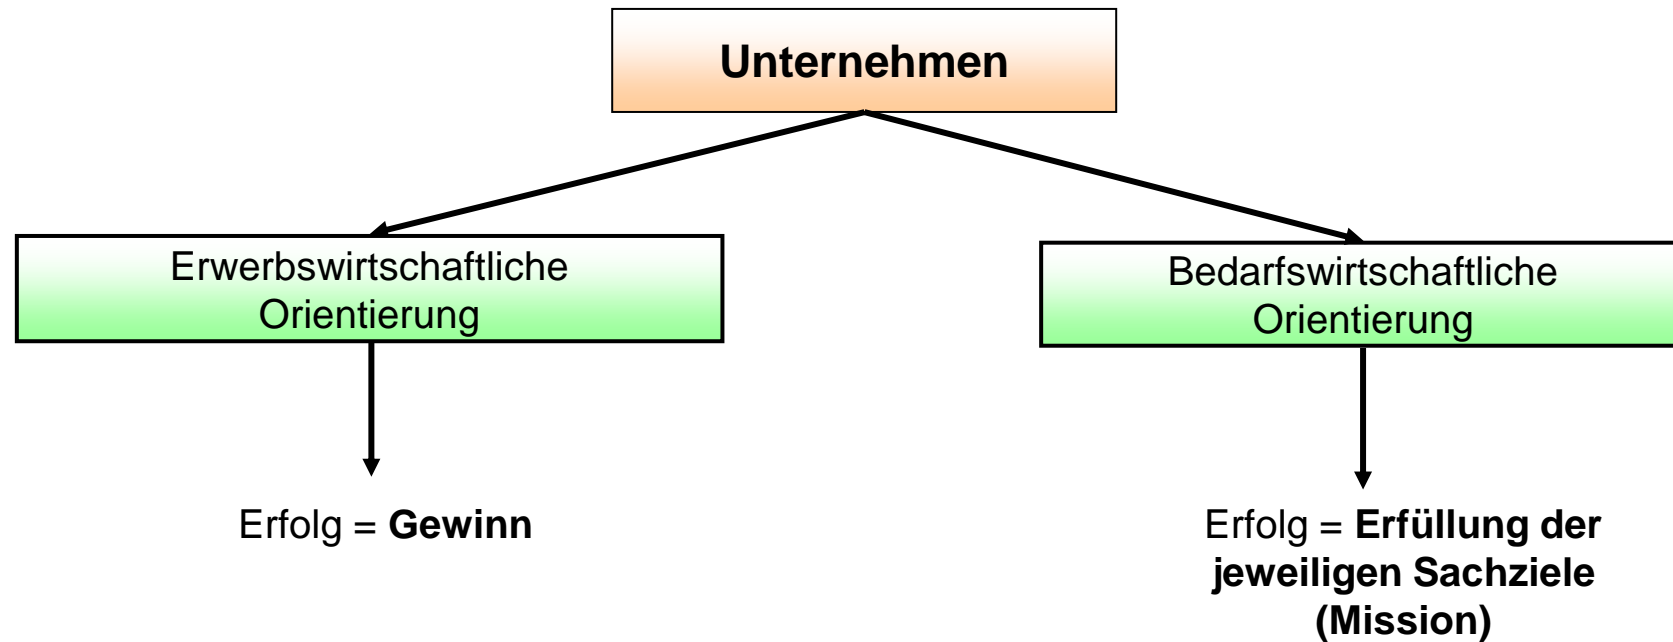 Unternehmen
Erwerbswirtschaftliche
Orientierung
Erfolg = Gewinn
Bedarfswirtschaftliche
Orientierung
Erfolg = Erfüllung der
jeweiligen Sachziele
(Mission)